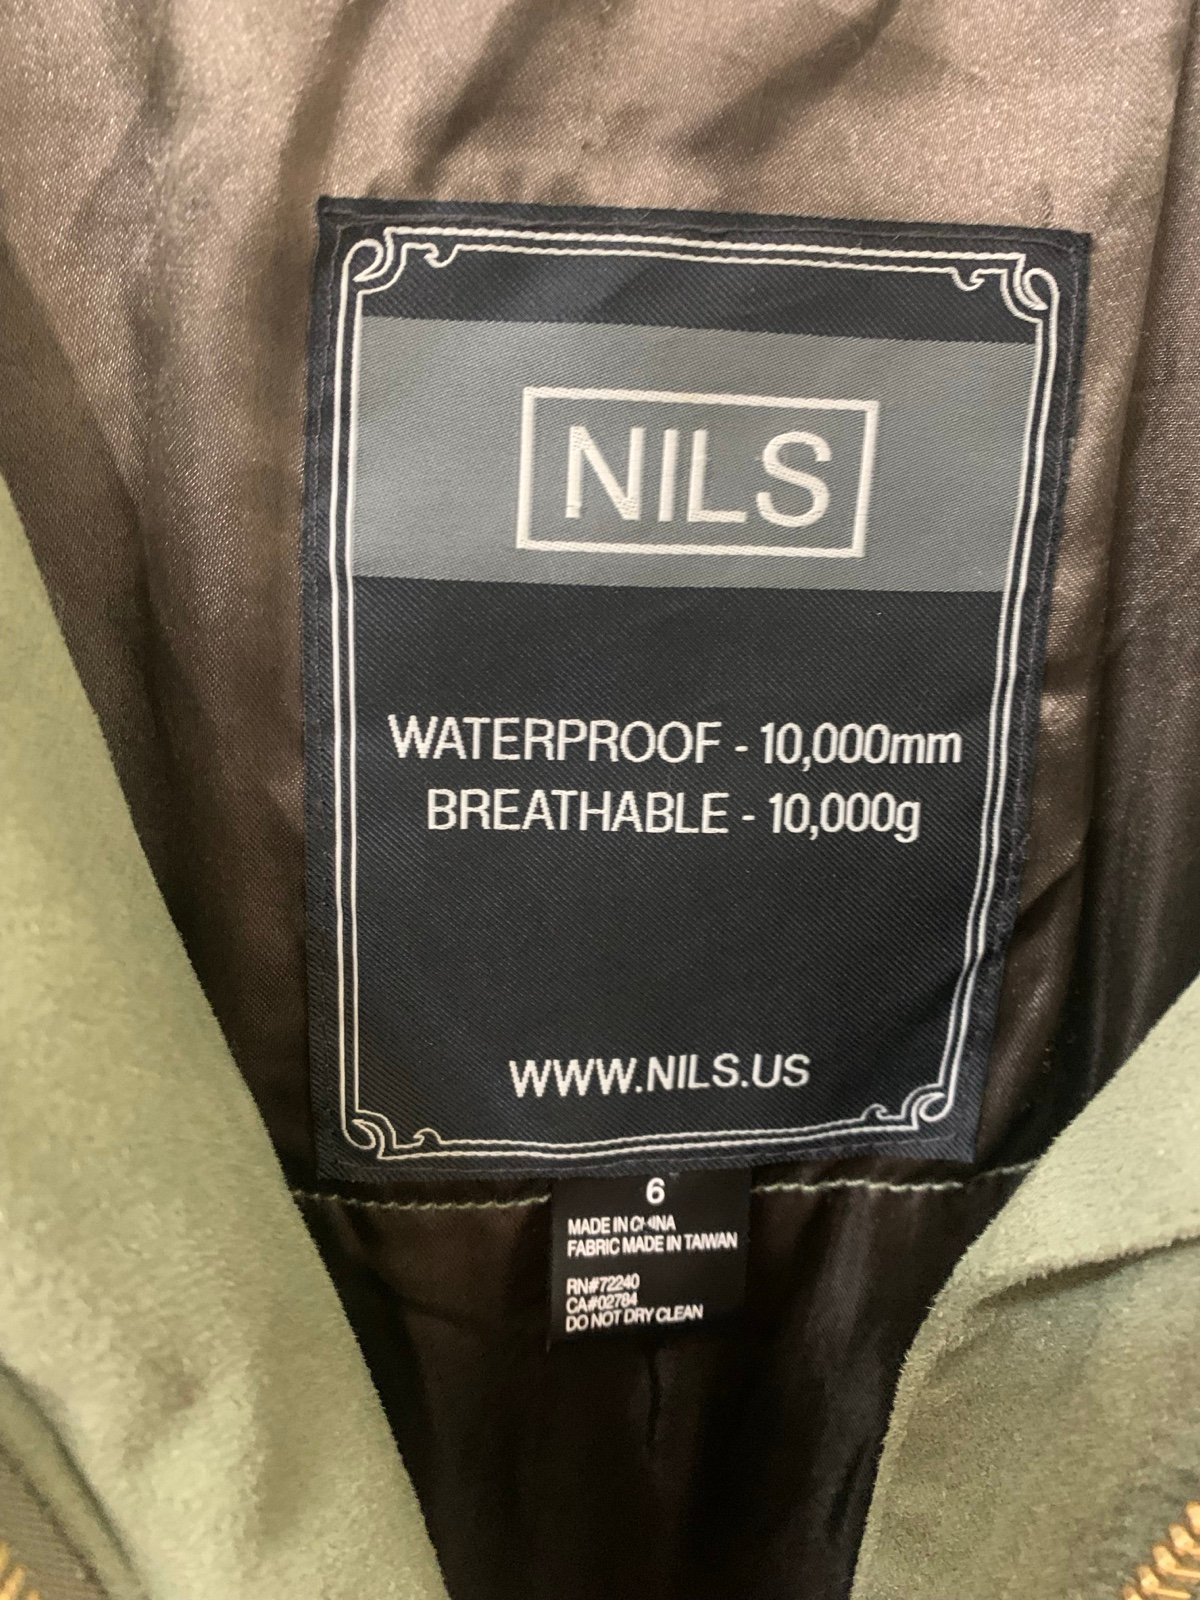 NILS
WATERPROOF - 10,000mm
BREATHABLE - 10,000g
WWW.NILS.US
6
MADE IN CHINA
FABRIC MADE IN TAIWAN
RN#72240
CA#02784
DO NOT DRY CLEAN